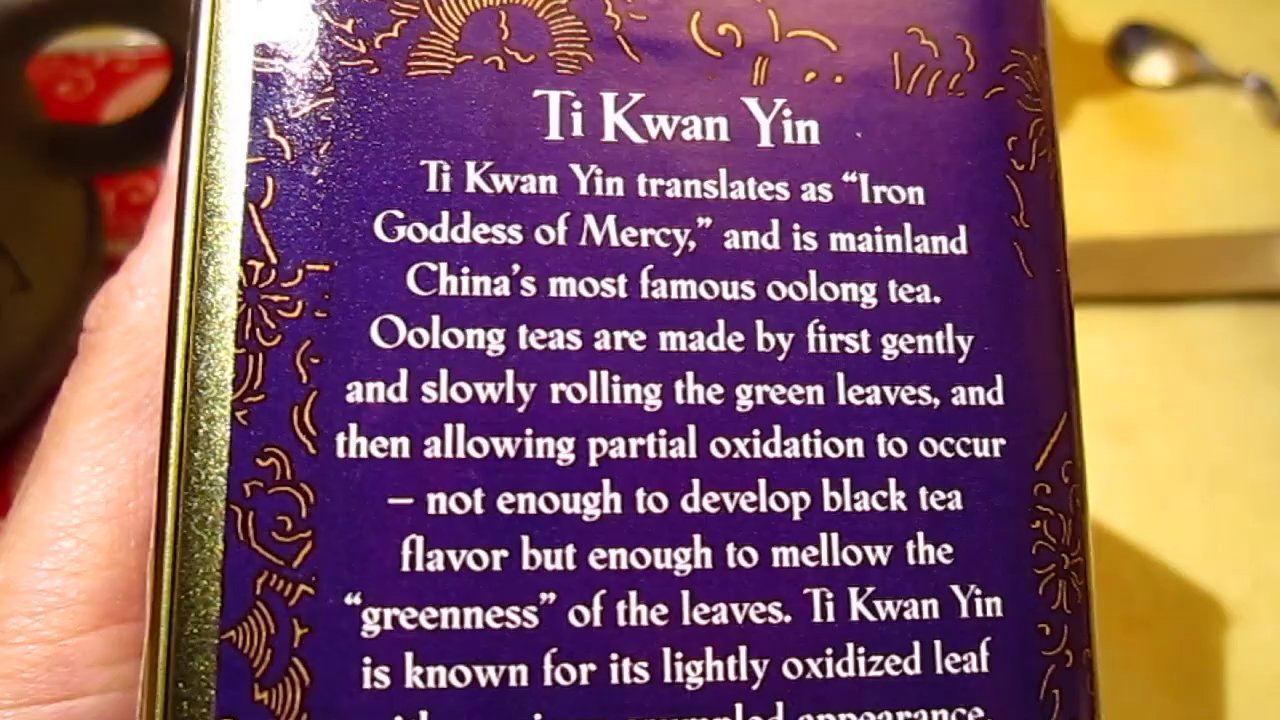 Ti Kwan Yin
Ti Kwan Yin translates as “Iron
Goddess of Mercy,” and is mainland
China’s most famous oolong tea.
Oolong teas are made by first gently
and slowly rolling the green leaves, and
then allowing partial oxidation to occur
– not enough to develop black tea
flavor but enough to mellow the
“greenness” of the leaves. Ti Kwan Yin
is known for its lightly oxidized leaf
appearance.